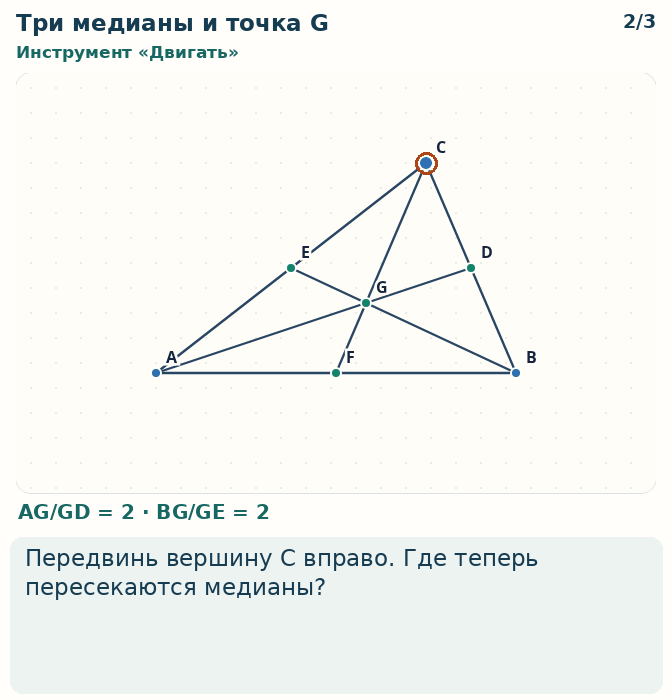 Три медианы и точка G
2/3
Инструмент «Двигать»
C
E
D
G
A
F
B
AG/GD = 2 · BG/GE = 2
Передвинь вершину C вправо. Где теперь
пересекаются медианы?